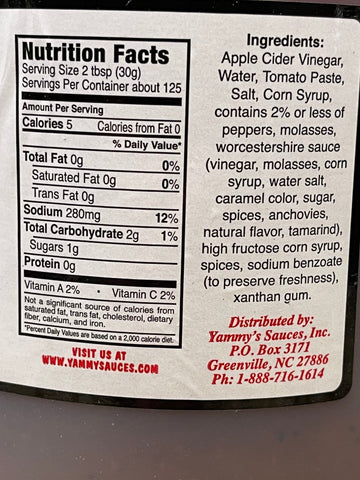 Nutrition Facts
Serving Size 2 tbsp (30g)
Servings Per Container about 125
Amount Per Serving
Calories 5 Calories from Fat 0
% Daily Value*
Total Fat 0g 0%
Saturated Fat 0g 0%
Trans Fat 0g
Sodium 280mg 12%
Total Carbohydrate 2g 1%
Sugars 1g
Protein 0g
Vitamin A 2% • Vitamin C 2%
Not a significant source of calories from
saturated fat, trans fat, cholesterol, dietary
fiber, calcium, and iron.
*Percent Daily Values are based on a 2,000 calorie diet.
VISIT US AT
WWW.YAMMYSAUCES.COM
Ingredients:
Apple Cider Vinegar,
Water, Tomato Paste,
Salt, Corn Syrup,
contains 2% or less of
peppers, molasses,
worcestershire sauce
(vinegar, molasses, corn
syrup, water salt,
caramel color, sugar,
spices, anchovies,
natural flavor, tamarind),
high fructose corn syrup,
spices, sodium benzoate
(to preserve freshness),
xanthan gum.
Distributed by:
Yammy's Sauces, Inc.
P.O. Box 3171
Greenville, NC 27886
Ph: 1-888-716-1614